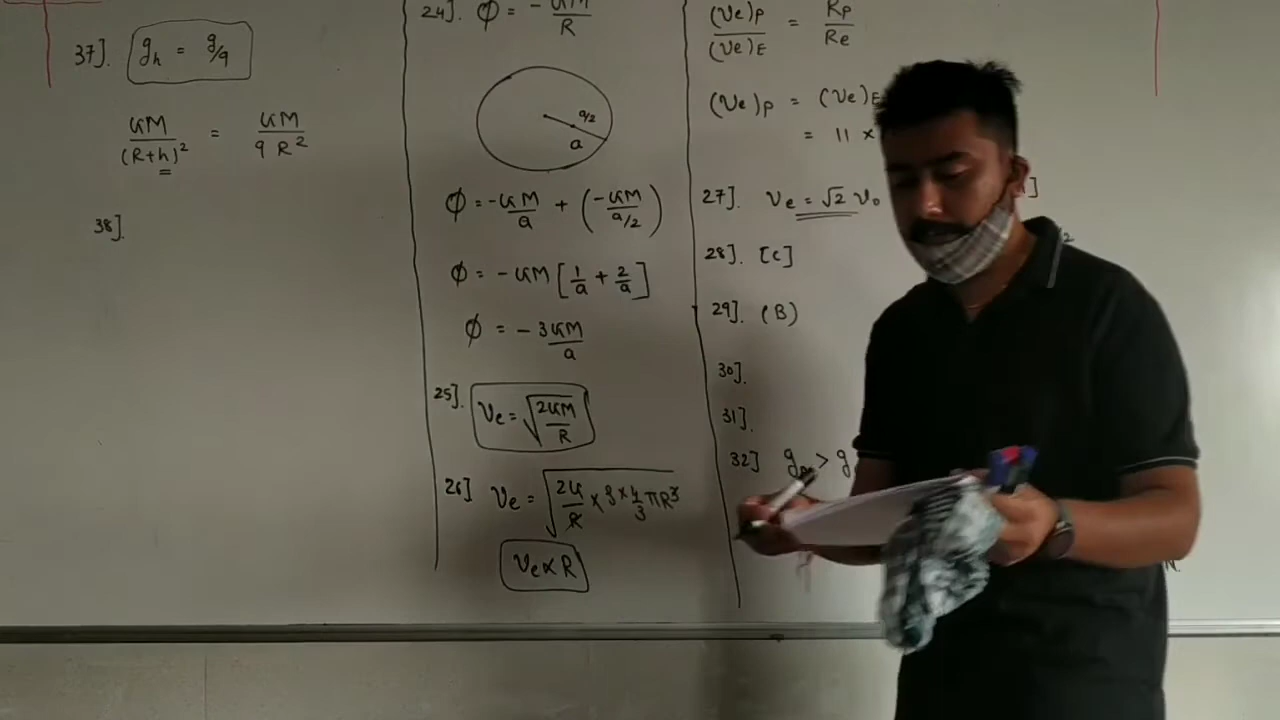 37]. gₕ = g/9
GM/(R+h)² = GM/9R²
38].
24]. φ = - GM/R
a/2
a
φ = -GM/a + (-GM/a/2)
φ = -GM [1/a + 2/a]
φ = -3GM/a
25]. Ve = √2GM/R
26] Ve = √2G/R × ρ × 4/3 πR³
Ve ∝ R
(Ve)P/(Ve)E = RP/Re
(Ve)P = (Ve)E
= 11 ×
27]. Ve = √2 V₀
28]. [C]
29]. (B)
30].
31].
32] > g